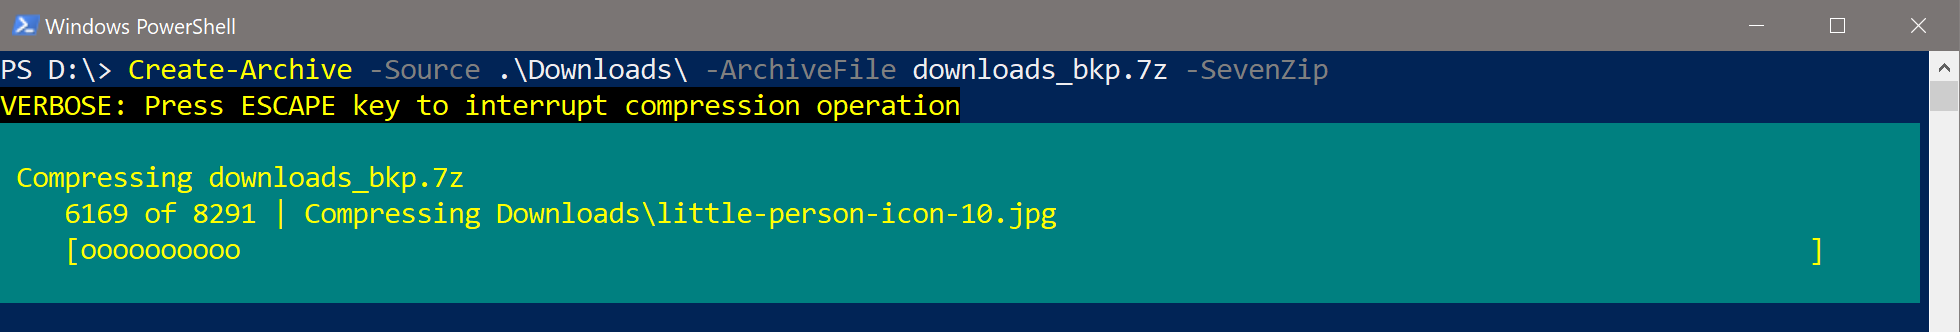 Windows PowerShell
PS D:\> Create-Archive -Source .\Downloads\ -ArchiveFile downloads_bkp.7z -SevenZip
VERBOSE: Press ESCAPE key to interrupt compression operation
Compressing downloads_bkp.7z
6169 of 8291 | Compressing Downloads\little-person-icon-10.jpg
[oooooooooo ]